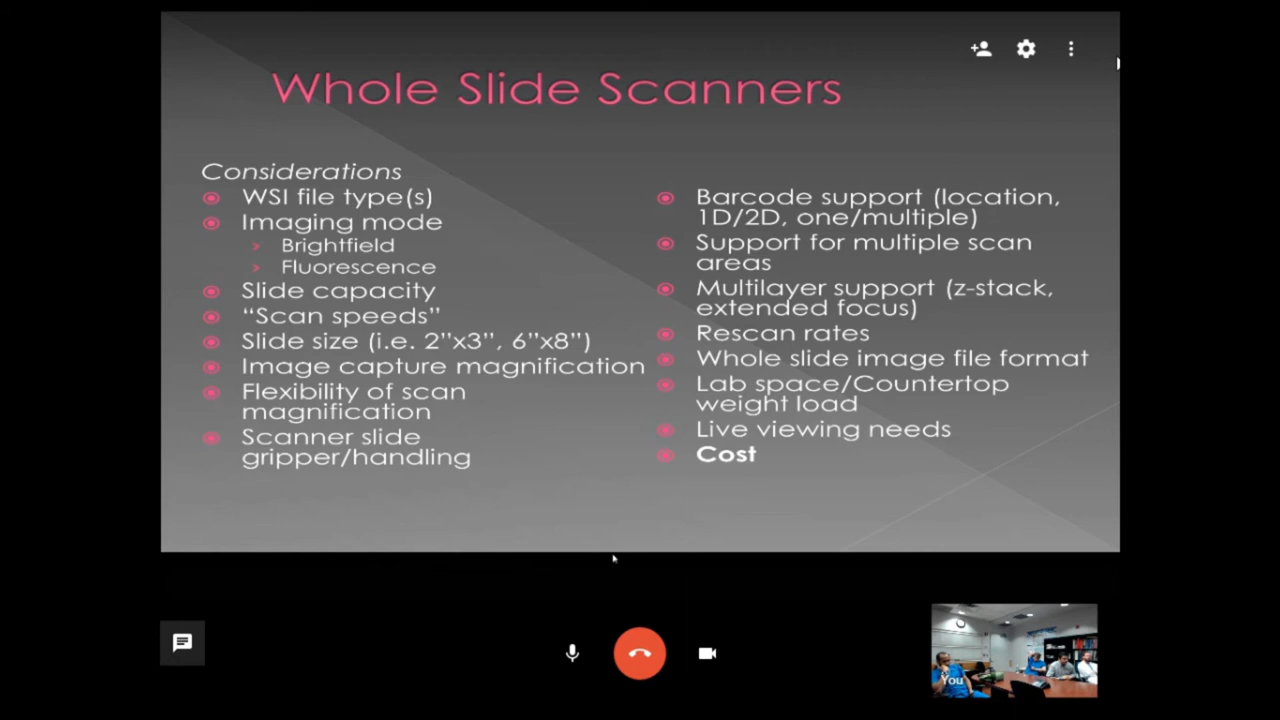 Whole Slide Scanners
Considerations
WSI file type(s)
Imaging mode
Brightfield
Fluorescence
Slide capacity
“Scan speeds”
Slide size (i.e. 2”x3”, 6”x8”)
Image capture magnification
Flexibility of scan
magnification
Scanner slide
gripper/handling
Barcode support (location,
1D/2D, one/multiple)
Support for multiple scan
areas
Multilayer support (z-stack,
extended focus)
Rescan rates
Whole slide image file format
Lab space/Countertop
weight load
Live viewing needs
Cost
You